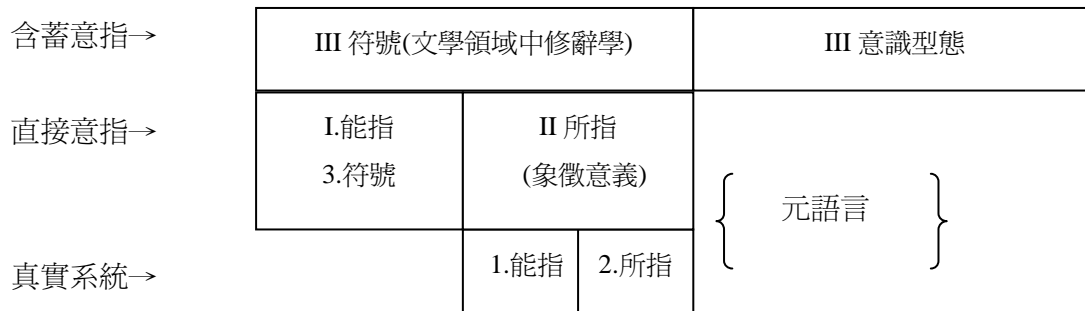 含蓄意指→
III 符號(文學領域中修辭學)
III 意識型態
直接意指→
I.能指
3.符號
II 所指
(象徵意義)
元語言
真實系統→
1.能指
2.所指